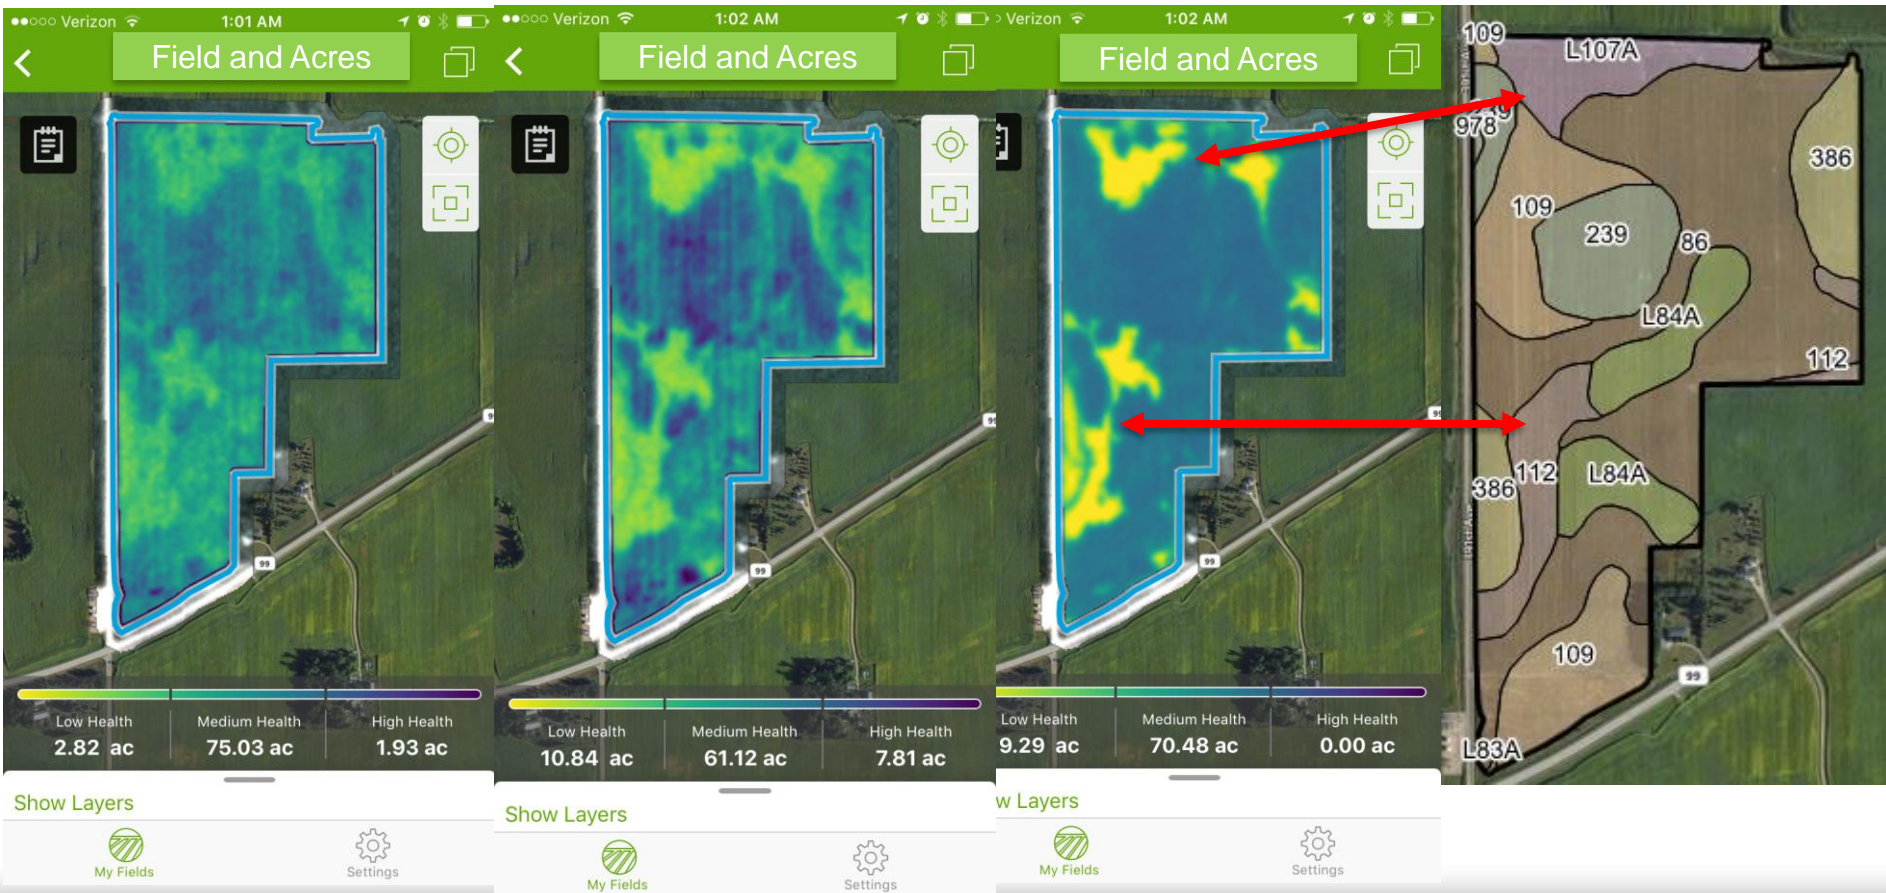 Verizon 1:01 AM
Field and Acres
99
Low Health Medium Health High Health
2.82 ac 75.03 ac 1.93 ac
Show Layers
My Fields Settings
Verizon 1:02 AM
Field and Acres
99
Low Health Medium Health High Health
10.84 ac 61.12 ac 7.81 ac
Show Layers
My Fields Settings
Verizon 1:02 AM
Field and Acres
99
Low Health Medium Health High Health
9.29 ac 70.48 ac 0.00 ac
w Layers
My Fields Settings
109
L107A
978
386
109
239
86
L84A
112
112
L84A
386
109
99
L83A